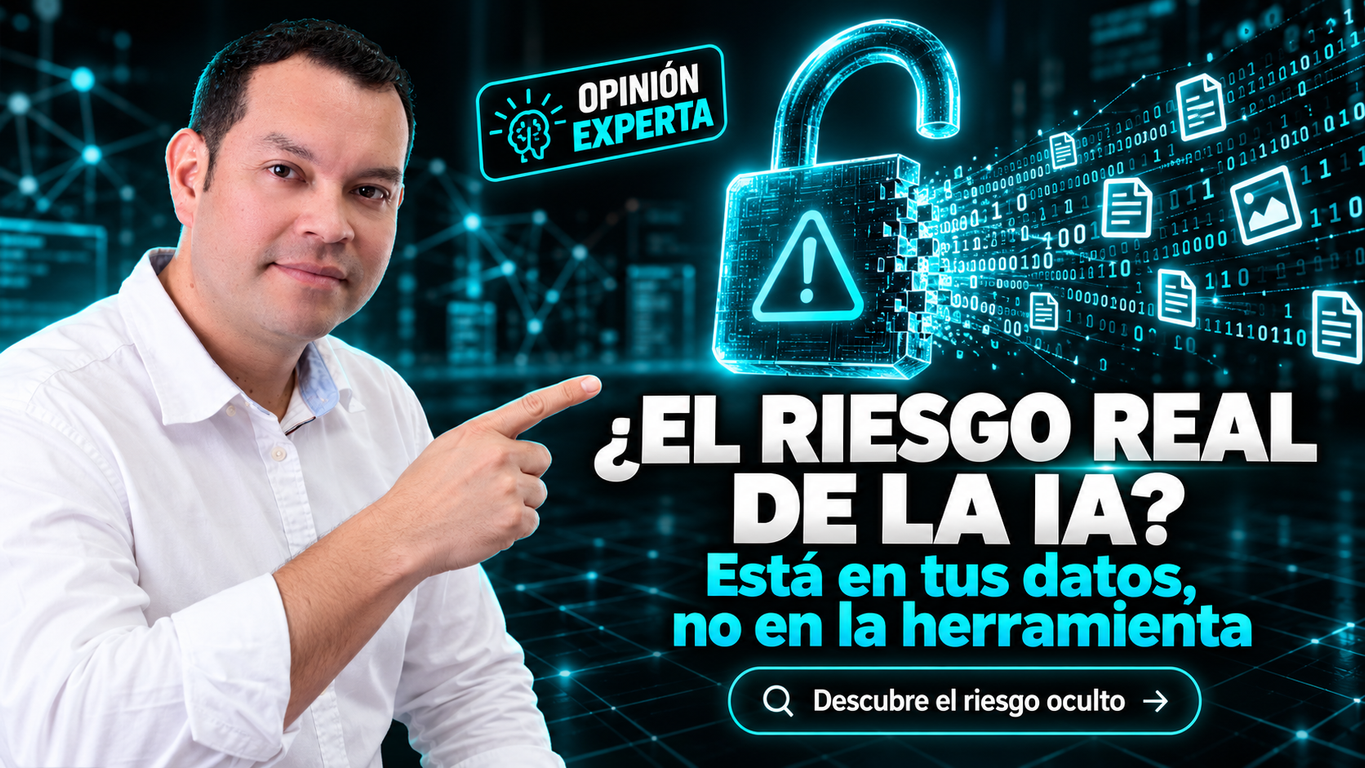 OPINIÓN
EXPERTA
¿EL RIESGO REAL
DE LA IA?
Está en tus datos,
no en la herramienta
Descubre el riesgo oculto →